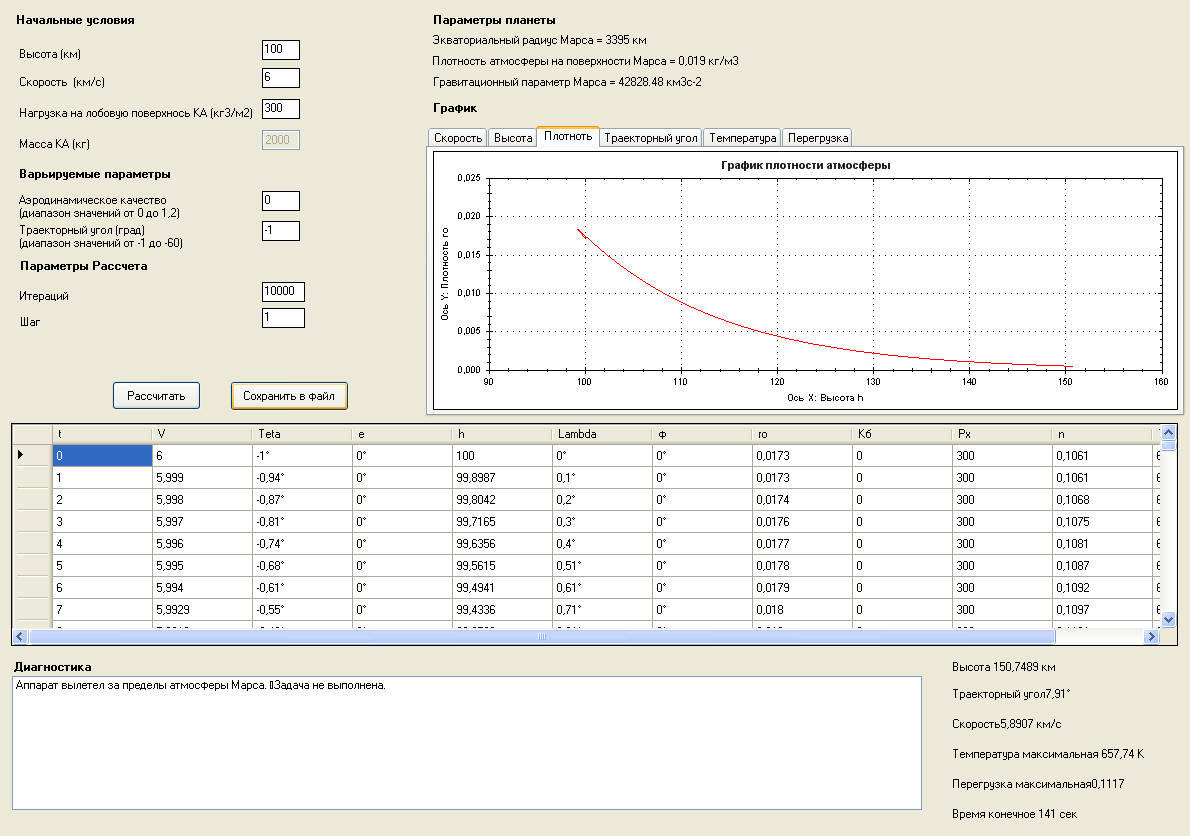 Начальные условия
Высота (км)
100
Скорость (км/с)
6
Нагрузка на лобовую поверхнось КА (кг3/м2)
300
Масса КА (кг)
2000
Варьируемые параметры
Аэродинамическое качество
(диапазон значений от 0 до 1,2)
0
Траекторный угол (град)
(диапазон значений от -1 до -60)
-1
Параметры Рассчета
Итераций
10000
Шаг
1
Рассчитать
Сохранить в файл
Параметры планеты
Экваториальный радиус Марса = 3395 км
Плотность атмосферы на поверхности Марса = 0,019 кг/м3
Гравитационный параметр Марса = 42828.48 км3с-2
График
Скорость Высота Плотноть Траекторный угол Температура Перегрузка
График плотности атмосферы
Ось Y: Плотность ro
0,025
0,020
0,015
0,010
0,005
0,000
90 100 110 120 130 140 150 160
Ось X: Высота h
t V Teta e h Lambda Ф ro Kб Px n
0 6 -1° 0° 100 0° 0° 0,0173 0 300 0,1061
1 5,999 -0,94° 0° 99,8987 0,1° 0° 0,0173 0 300 0,1061
2 5,998 -0,87° 0° 99,8042 0,2° 0° 0,0174 0 300 0,1068
3 5,997 -0,81° 0° 99,7165 0,3° 0° 0,0176 0 300 0,1075
4 5,996 -0,74° 0° 99,6356 0,4° 0° 0,0177 0 300 0,1081
5 5,995 -0,68° 0° 99,5615 0,51° 0° 0,0178 0 300 0,1087
6 5,994 -0,61° 0° 99,4941 0,61° 0° 0,0179 0 300 0,1092
7 5,9929 -0,55° 0° 99,4336 0,71° 0° 0,018 0 300 0,1097
Диагностика
Аппарат вылетел за пределы атмосферы Марса. Задача не выполнена.
Высота 150,7489 км
Траекторный угол7,91°
Скорость5,8907 км/с
Температура максимальная 657,74 К
Перегрузка максимальная0,1117
Время конечное 141 сек